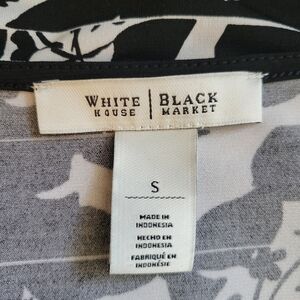 WHITE | BLACK
HOUSE | MARKET
S
MADE IN
INDONESIA
HECHO EN
INDONESIA
FABRIQUÉ EN
INDONÉSIE